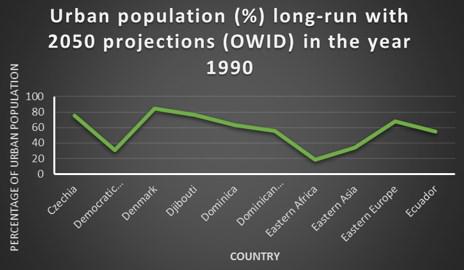 Urban population (%) long-run with
2050 projections (OWID) in the year
1990
PERCENTAGE OF URBAN POPULATION
100
80
60
40
20
0
Czechia
Democratic...
Denmark
Djibouti
Dominica
Dominican...
Eastern Africa
Eastern Asia
Eastern Europe
Ecuador
COUNTRY